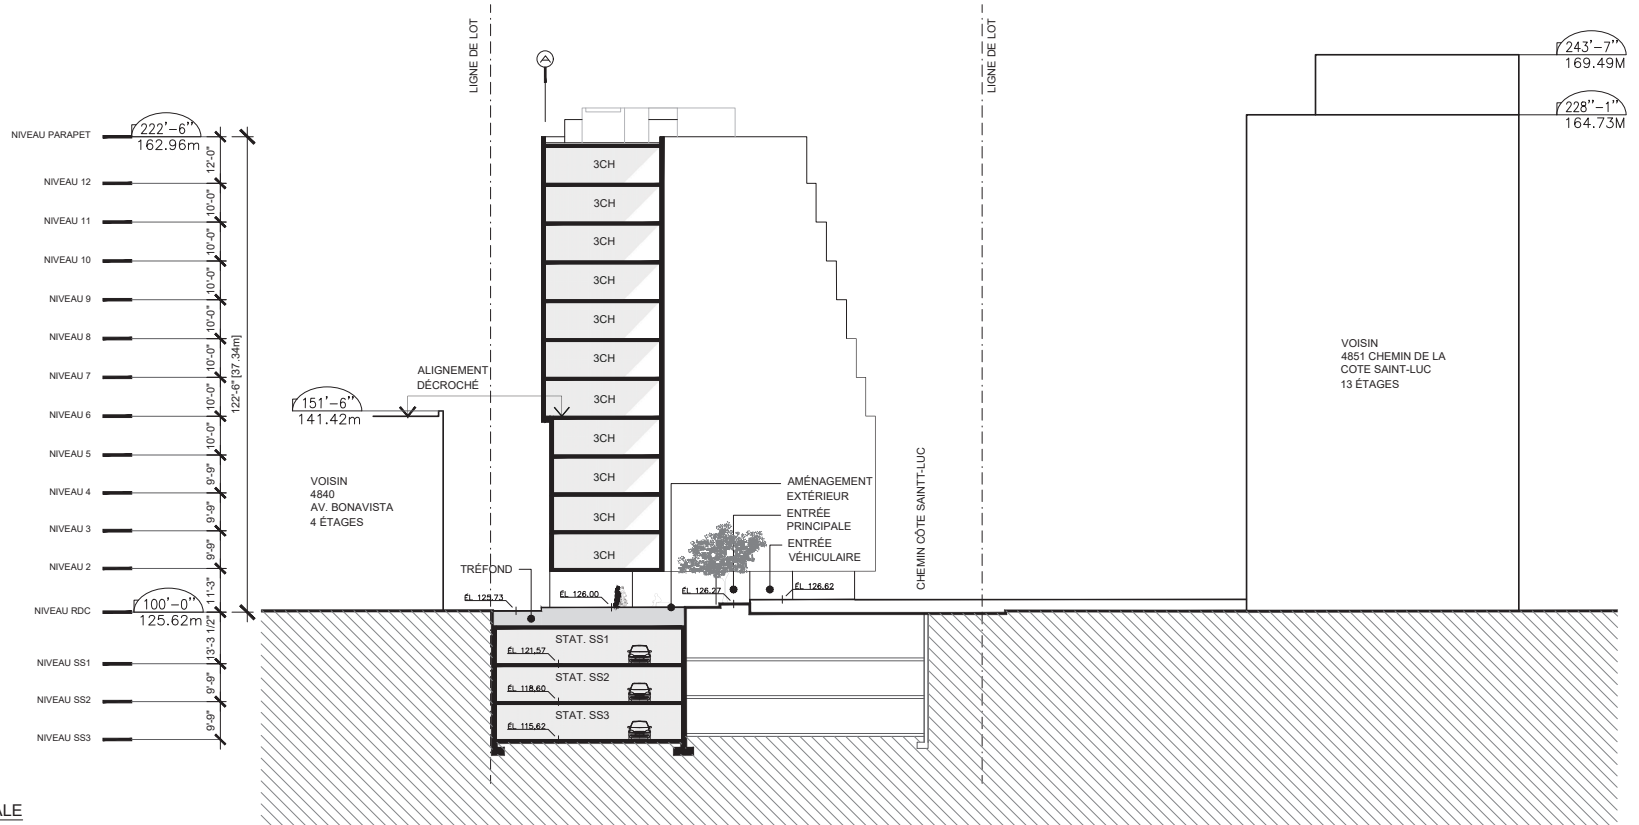 LIGNE DE LOT
LIGNE DE LOT
A
243'-7"
169.49M
228"-1"
164.73M
NIVEAU PARAPET
222'-6"
162.96m
12'-0"
NIVEAU 12
10'-0"
NIVEAU 11
10'-0"
NIVEAU 10
10'-0"
NIVEAU 9
10'-0"
NIVEAU 8
10'-0"
NIVEAU 7
10'-0"
NIVEAU 6
10'-0"
NIVEAU 5
9'-9"
NIVEAU 4
9'-9"
NIVEAU 3
9'-9"
NIVEAU 2
11'-3"
NIVEAU RDC
100'-0"
125.62m
13'-3 1/2"
NIVEAU SS1
9'-9"
NIVEAU SS2
9'-9"
NIVEAU SS3
122'-6" [37.34m]
3CH
3CH
3CH
3CH
3CH
3CH
3CH
3CH
3CH
3CH
3CH
ALIGNEMENT
DÉCROCHÉ
151'-6"
141.42m
VOISIN
4840
AV. BONAVISTA
4 ÉTAGES
VOISIN
4851 CHEMIN DE LA
COTE SAINT-LUC
13 ÉTAGES
AMÉNAGEMENT
EXTÉRIEUR
ENTRÉE
PRINCIPALE
ENTRÉE
VÉHICULAIRE
CHEMIN CÔTE SAINTT-LUC
TRÉFOND
ÉL 125.73
ÉL 126.00
ÉL 126.27
ÉL 126.62
STAT. SS1
ÉL 121.57
STAT. SS2
ÉL 118.60
STAT. SS3
ÉL 115.62
ALE